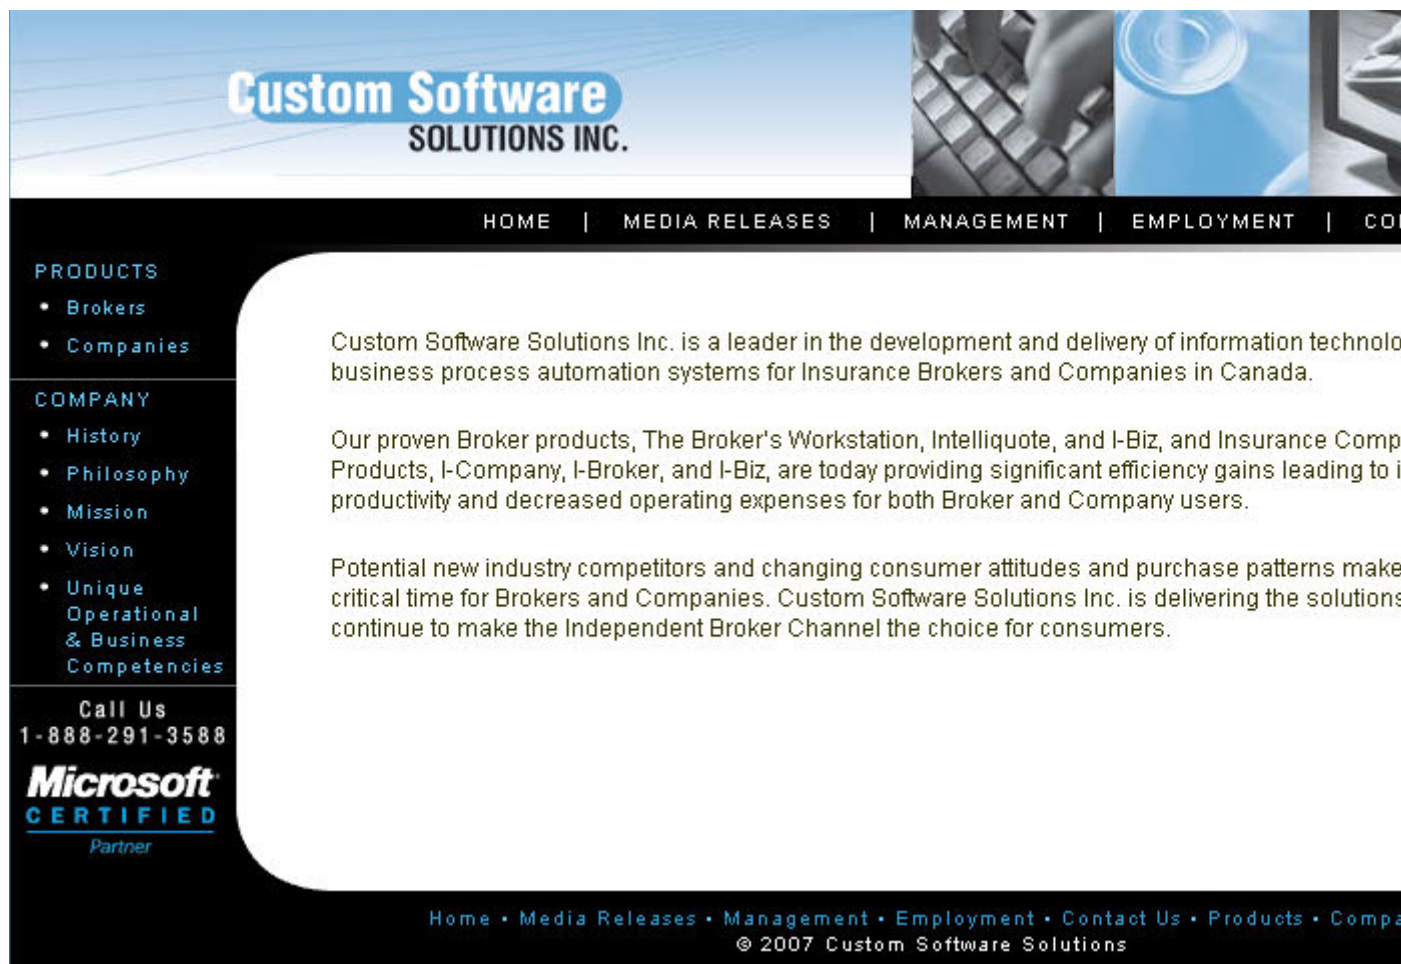 Custom Software
SOLUTIONS INC.
HOME | MEDIA RELEASES | MANAGEMENT | EMPLOYMENT |
PRODUCTS
• Brokers
• Companies
COMPANY
• History
• Philosophy
• Mission
• Vision
• Unique
Operational
& Business
Competencies
Call Us
1-888-291-3588
Microsoft
CERTIFIED
Partner
Custom Software Solutions Inc. is a leader in the development and delivery of information
business process automation systems for Insurance Brokers and Companies in Canada.
Our proven Broker products, The Broker's Workstation, Intelliquote, and I-Biz, and Insurance
Products, I-Company, I-Broker, and I-Biz, are today providing significant efficiency gains leading to
productivity and decreased operating expenses for both Broker and Company users.
Potential new industry competitors and changing consumer attitudes and purchase patterns make
critical time for Brokers and Companies. Custom Software Solutions Inc. is delivering the solutions
continue to make the Independent Broker Channel the choice for consumers.
Home • Media Releases • Management • Employment • Contact Us • Products •
© 2007 Custom Software Solutions